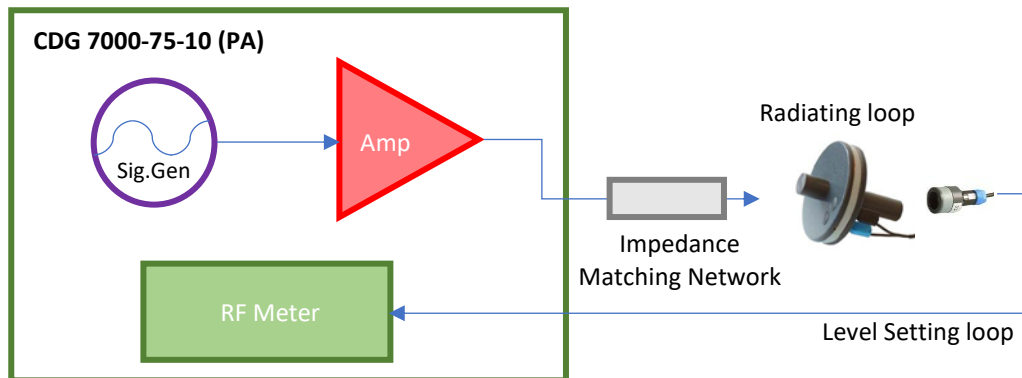 CDG 7000-75-10 (PA)
Sig.Gen
Amp
Radiating loop
Impedance
Matching Network
RF Meter
Level Setting loop